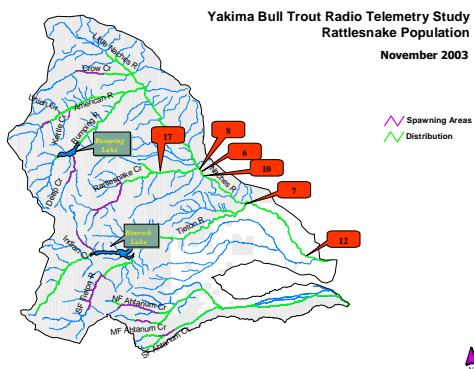 Yakima Bull Trout Radio Telemetry Study
Rattlesnake Population
November 2003
Spawning Areas
Distribution
Little Naches R
Crow Cr
American R
Union Cr
Kettle Cr
Bumping R
Bumping
Lake
17
8
6
10
Naches R
Rattlesnake Cr
Deep Cr
7
Tieton R
Rimrock
Lake
Indian Cr
12
SF Tieton R
NF Ahtanum Cr
MF Ahtanum Cr
SF Ahtanum Cr